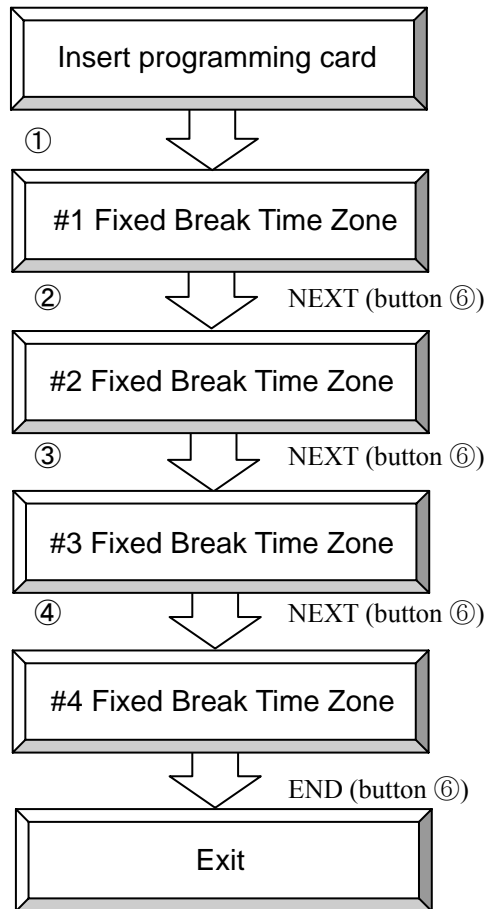 Insert programming card
①
#1 Fixed Break Time Zone
② NEXT (button ⑥)
#2 Fixed Break Time Zone
③ NEXT (button ⑥)
#3 Fixed Break Time Zone
④ NEXT (button ⑥)
#4 Fixed Break Time Zone
END (button ⑥)
Exit